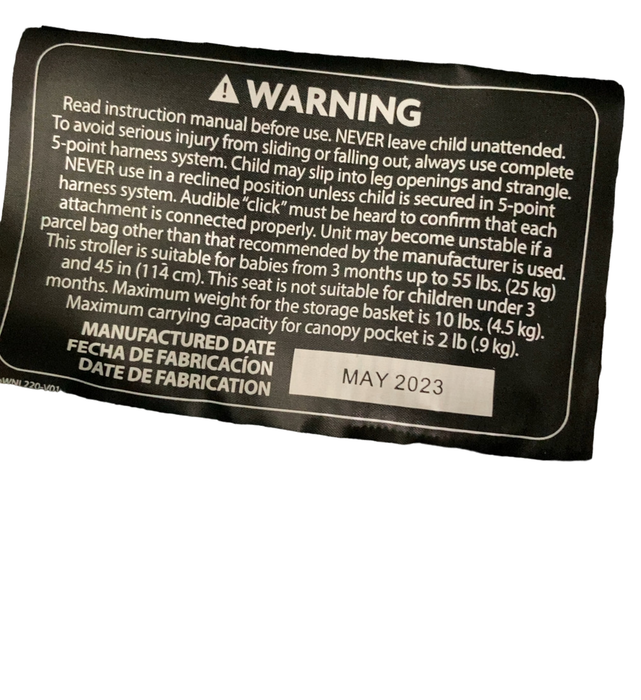 WARNING
Read instruction manual before use. NEVER leave child unattended.
To avoid serious injury from sliding or falling out, always use complete
5-point harness system. Child may slip into leg openings and strangle.
NEVER use in a reclined position unless child is secured in 5-point
harness system. Audible "click" must be heard to confirm that each
attachment is connected properly. Unit may become unstable if a
parcel bag other than that recommended by the manufacturer is used.
This stroller is suitable for babies from 3 months up to 55 lbs. (25 kg)
and 45 in (114 cm). This seat is not suitable for children under 3
months. Maximum weight for the storage basket is 10 lbs. (4.5 kg).
Maximum carrying capacity for canopy pocket is 2 lb (.9 kg).
MANUFACTURED DATE
FECHA DE FABRICACÍON
DATE DE FABRICATION
MAY 2023
WNL220-V01